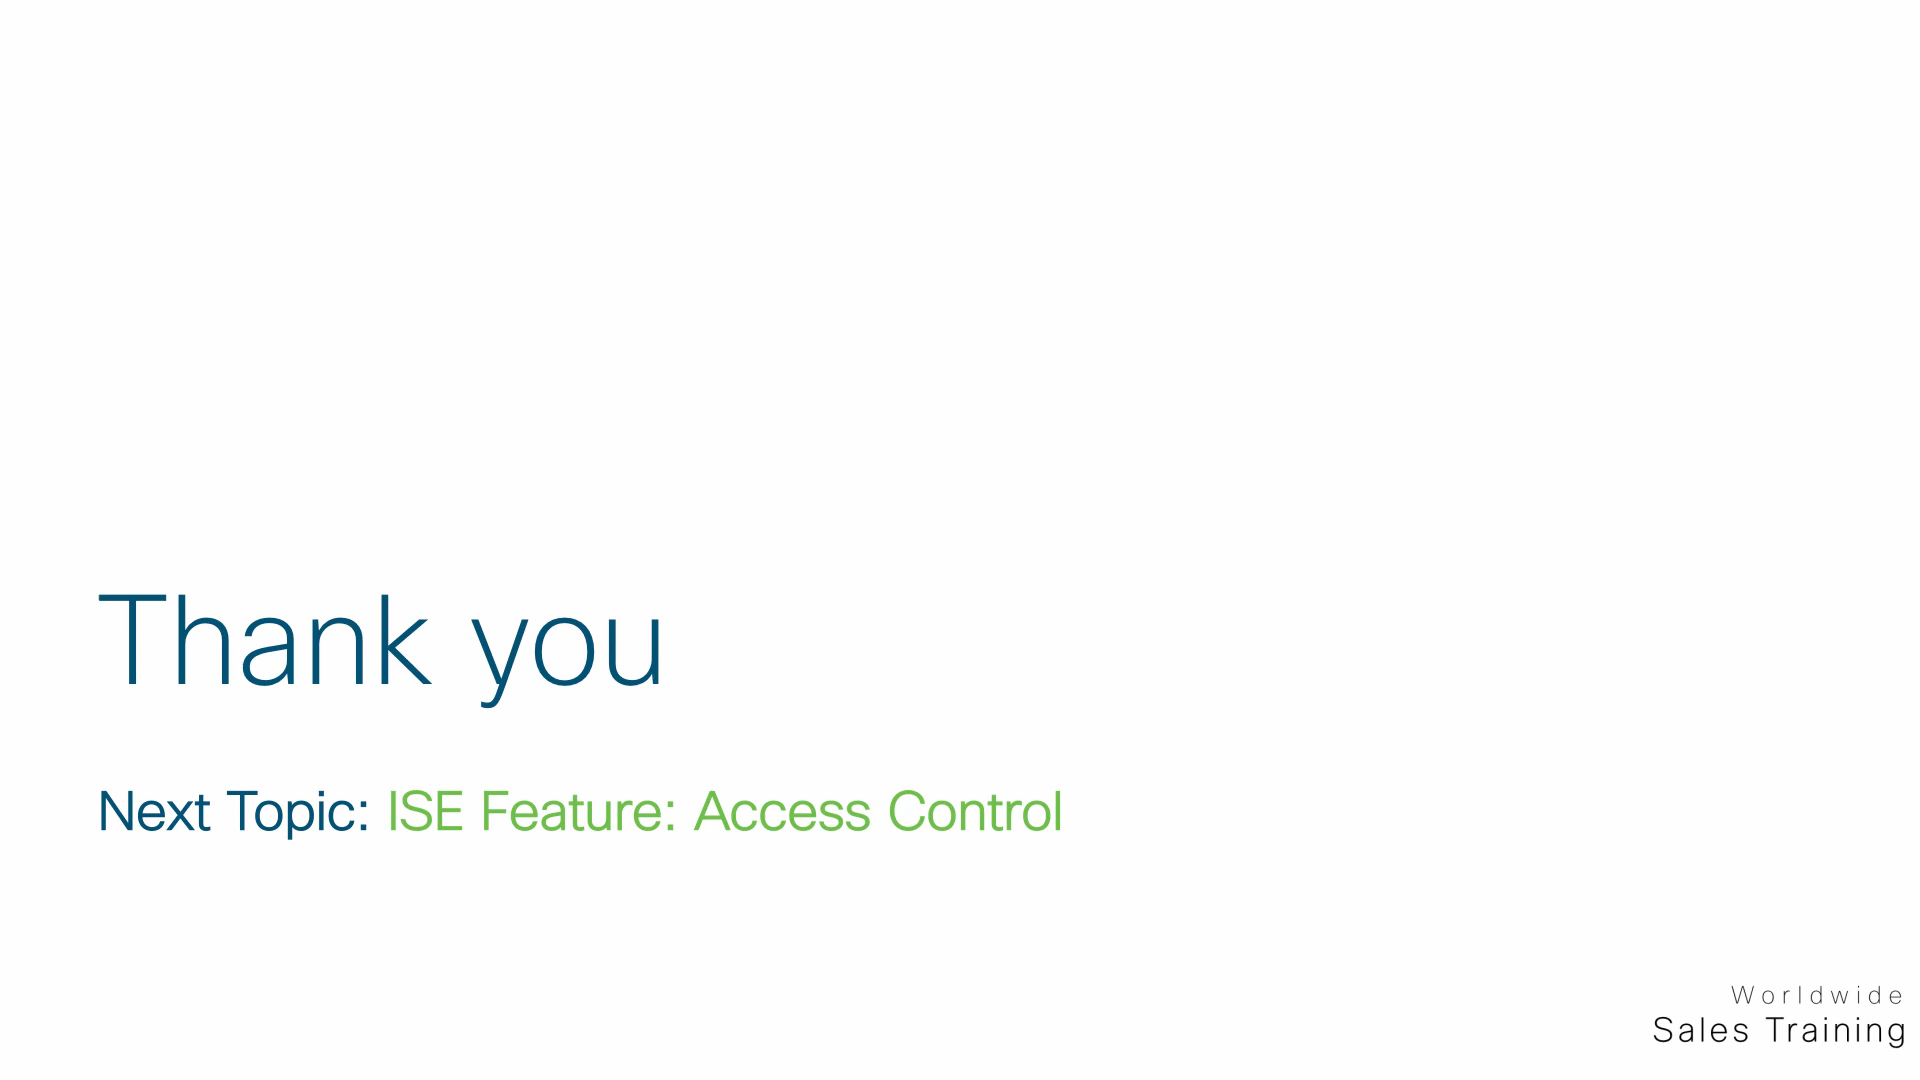 Thank you
Next Topic: ISE Feature: Access Control
Worldwide
Sales Training